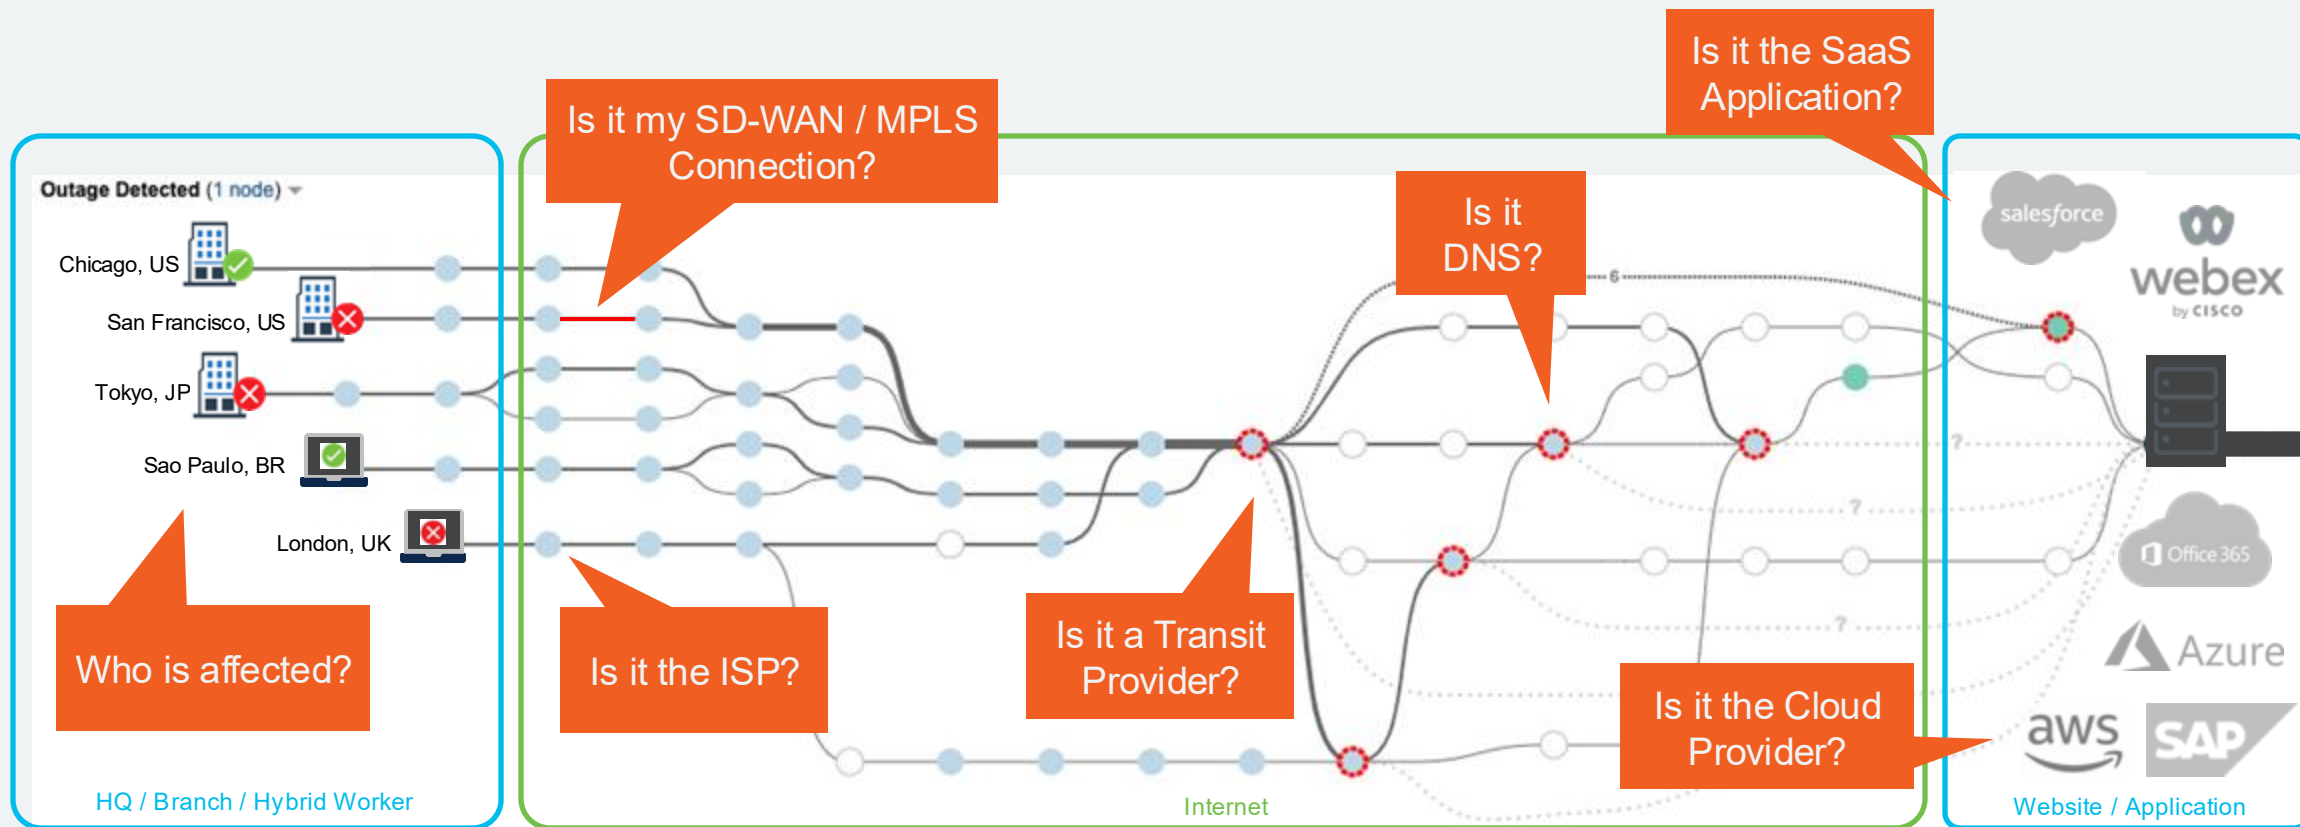 Is it the SaaS
Application?
Is it my SD-WAN / MPLS
Connection?
Outage Detected (1 node)
Is it
DNS?
salesforce
webex
by CISCO
Chicago, US
6
San Francisco, US
Tokyo, JP
?
Sao Paulo, BR
?
London, UK
Office 365
?
Who is affected?
Is it the ISP?
Is it a Transit
Provider?
Azure
Is it the Cloud
Provider?
aws
SAP
HQ / Branch / Hybrid Worker
Internet
Website / Application